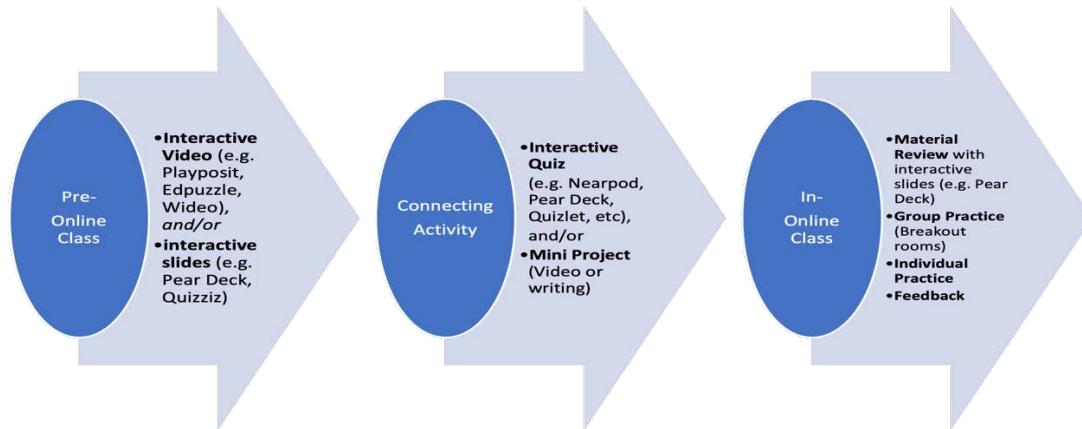 Pre-
Online
Class
•Interactive
Video (e.g.
Playposit,
Edpuzzle,
Wideo),
and/or
•interactive
slides (e.g.
Pear Deck,
Quizziz)
Connecting
Activity
•Interactive
Quiz
(e.g. Nearpod,
Pear Deck,
Quizlet, etc),
and/or
•Mini Project
(Video or
writing)
In-
Online
Class
•Material
Review with
interactive
slides (e.g. Pear
Deck)
•Group Practice
(Breakout
rooms)
•Individual
Practice
•Feedback